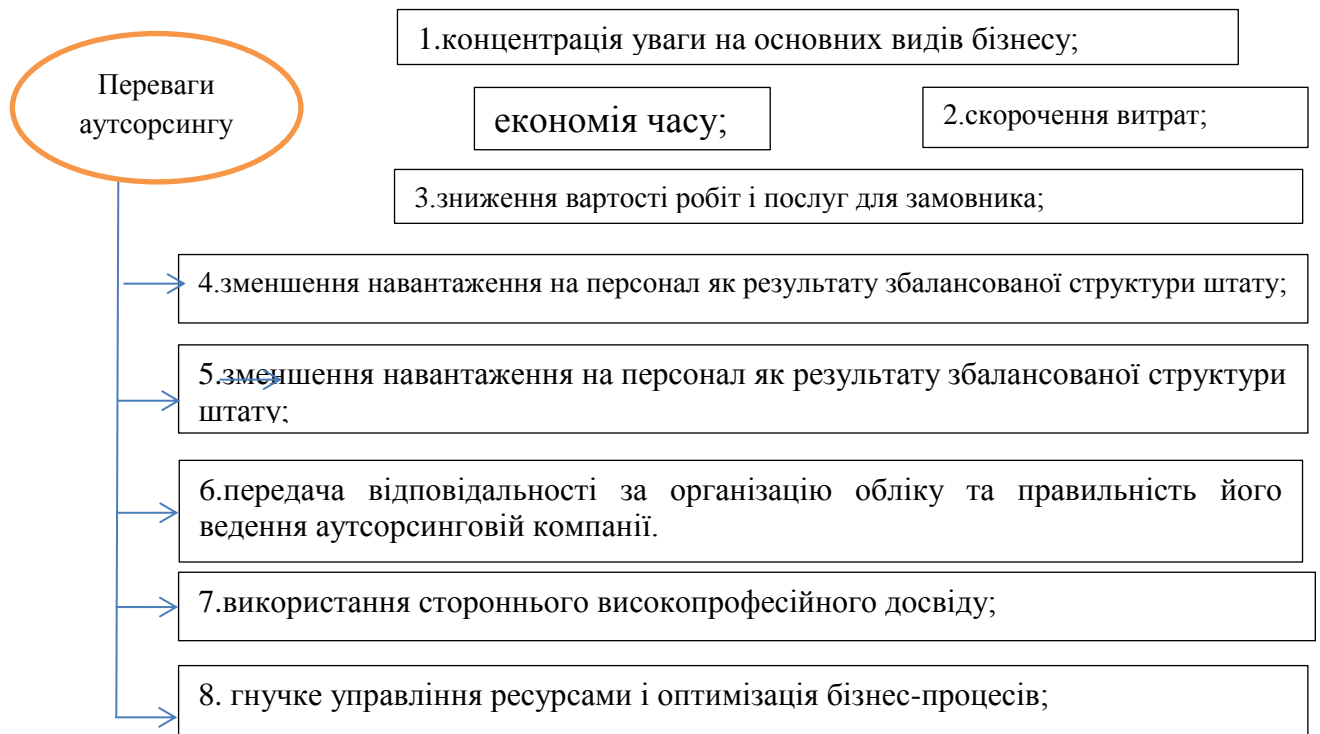 Переваги
аутсорсингу
1.концентрація уваги на основних видів бізнесу;
економія часу;
2.скорочення витрат;
3.зниження вартості робіт і послуг для замовника;
4.зменшення навантаження на персонал як результату збалансованої структури штату;
5.зменшення навантаження на персонал як результату збалансованої структури
штату;
6.передача відповідальності за організацію обліку та правильність його
ведення аутсорсинговій компанії.
7.використання стороннього високопрофесійного досвіду;
8. гнучке управління ресурсами і оптимізація бізнес-процесів;